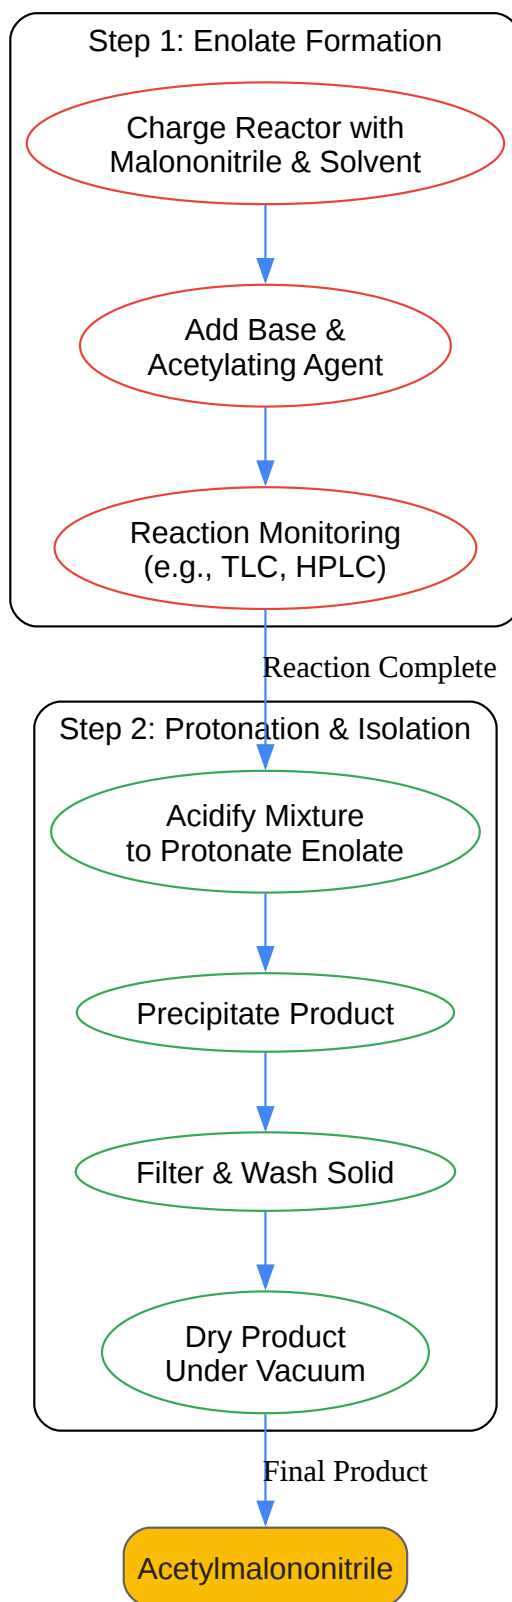 Step 1: Enolate Formation
Charge Reactor with
Malononitrile & Solvent
Add Base &
Acetylating Agent
Reaction Monitoring
(e.g., TLC, HPLC)
Reaction Complete
Step 2: Protonation & Isolation
Acidify Mixture
to Protonate Enolate
Precipitate Product
Filter & Wash Solid
Dry Product
Under Vacuum
Final Product
Acetylmalononitrile